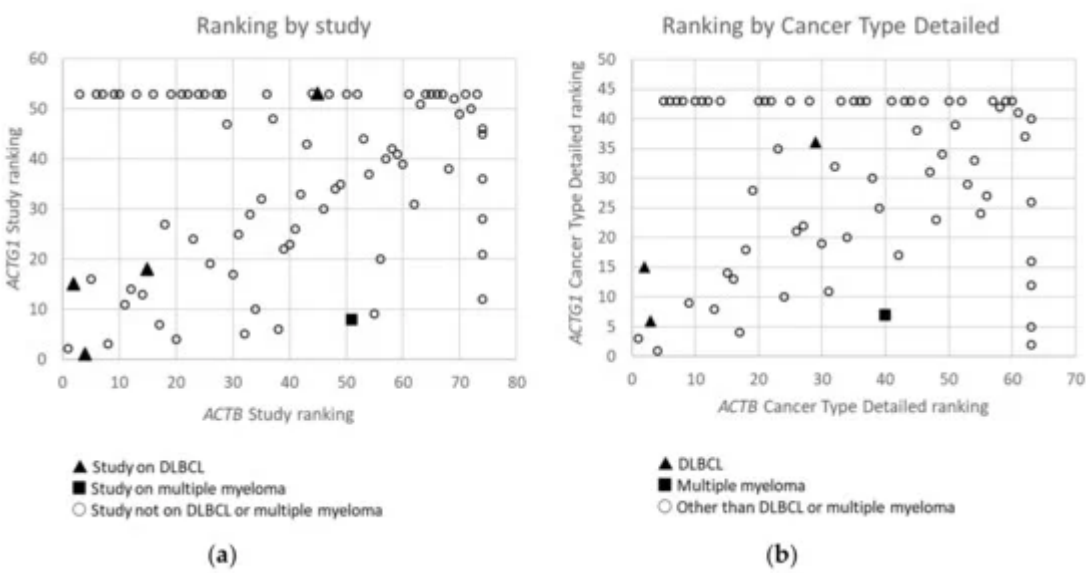 Ranking by study
60
50
40
30
20
10
0
0 10 20 30 40 50 60 70 80
ACTG1 Study ranking
ACTB Study ranking
▲ Study on DLBCL
■ Study on multiple myeloma
○ Study not on DLBCL or multiple myeloma
(a)
Ranking by Cancer Type Detailed
50
45
40
35
30
25
20
15
10
5
0
0 10 20 30 40 50 60 70
ACTG1 Cancer Type Detailed ranking
ACTB Cancer Type Detailed ranking
▲ DLBCL
■ Multiple myeloma
○ Other than DLBCL or multiple myeloma
(b)